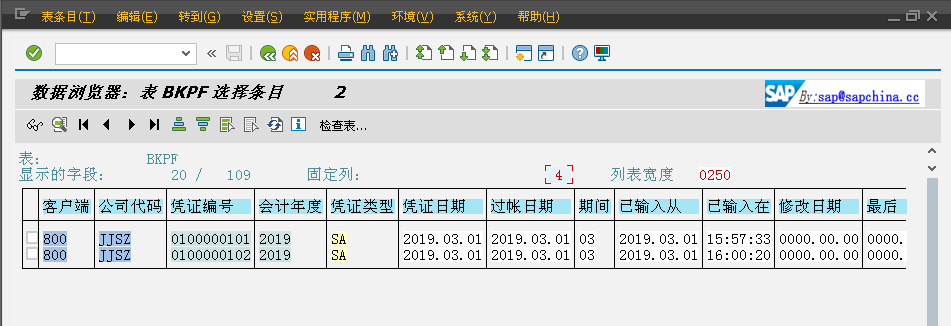 表条目(T) 编辑(E) 转到(G) 设置(S) 实用程序(M) 环境(V) 系统(Y) 帮助(H)
数据浏览器：表 BKPF 选择条目 2
SAP By:sap@sapchina.cc
检查表...
表: BKPF
显示的字段: 20 / 109 固定列: [ 4 ] 列表宽度 0250
客户端 公司代码 凭证编号 会计年度 凭证类型 凭证日期 过帐日期 期间 已输入从 已输入在 修改日期 最后
800 JJSZ 0100000101 2019 SA 2019.03.01 2019.03.01 03 2019.03.01 15:57:33 0000.00.00 0000.
800 JJSZ 0100000102 2019 SA 2019.03.01 2019.03.01 03 2019.03.01 16:00:20 0000.00.00 0000.